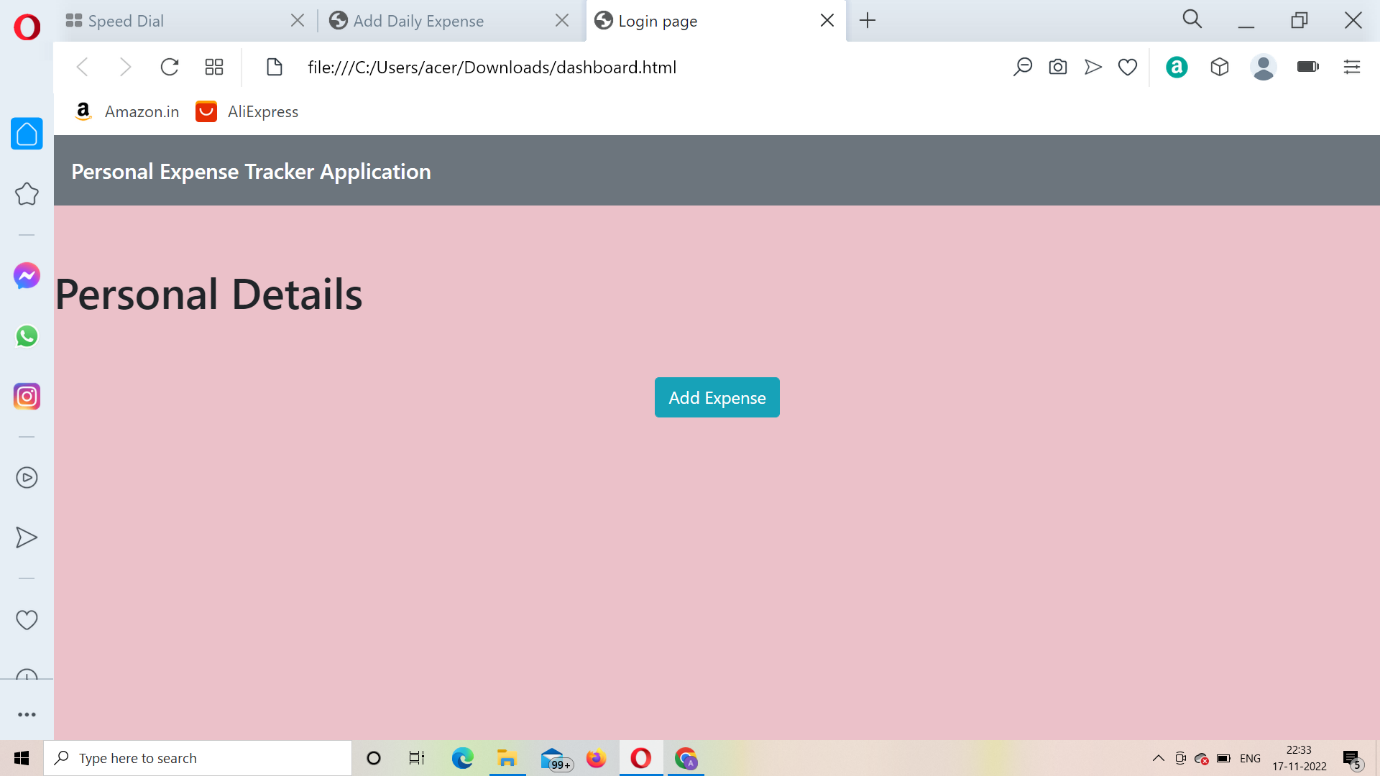 Speed Dial
Add Daily Expense
Login page
file:///C:/Users/acer/Downloads/dashboard.html
a
a Amazon.in
AliExpress
Personal Expense Tracker Application
Personal Details
Add Expense
Type here to search
99+
A
ENG
22:33
17-11-2022
5